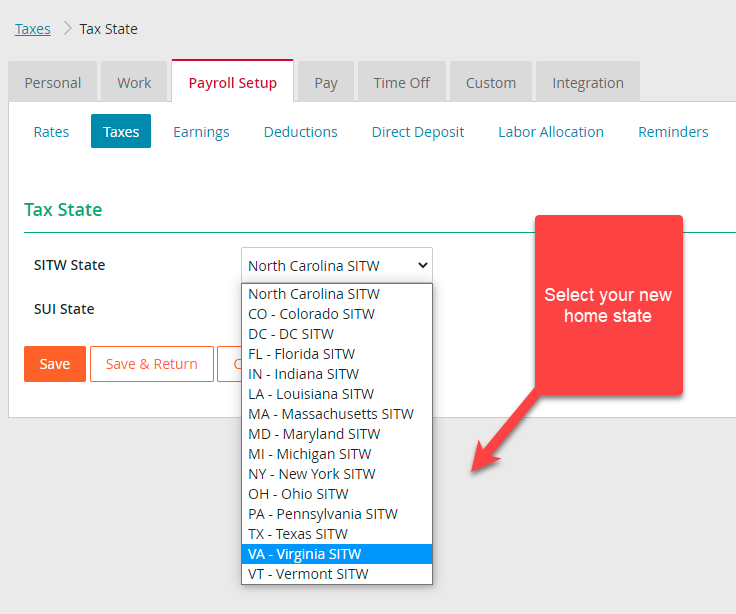 Taxes > Tax State
Personal Work Payroll Setup Pay Time Off Custom Integration
Rates Taxes Earnings Deductions Direct Deposit Labor Allocation Reminders
Tax State
SITW State North Carolina SITW
SUI State
Save Save & Return C
North Carolina SITW
CO - Colorado SITW
DC - DC SITW
FL - Florida SITW
IN - Indiana SITW
LA - Louisiana SITW
MA - Massachusetts SITW
MD - Maryland SITW
MI - Michigan SITW
NY - New York SITW
OH - Ohio SITW
PA - Pennsylvania SITW
TX - Texas SITW
VA - Virginia SITW
VT - Vermont SITW
Select your new
home state